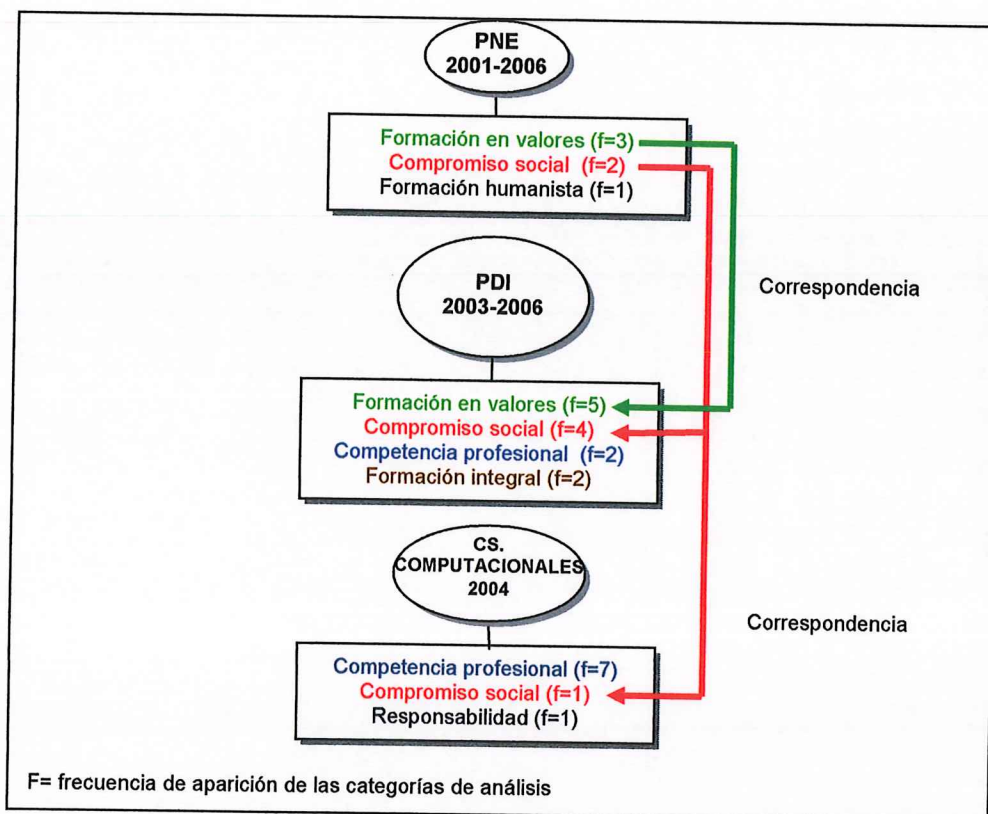 PNE
2001-2006
Formación en valores (f=3)
Compromiso social (f=2)
Formación humanista (f=1)
PDI
2003-2006
Correspondencia
Formación en valores (f=5)
Compromiso social (f=4)
Competencia profesional (f=2)
Formación integral (f=2)
CS.
COMPUTACIONALES
2004
Correspondencia
Competencia profesional (f=7)
Compromiso social (f=1)
Responsabilidad (f=1)
F= frecuencia de aparición de las categorías de análisis